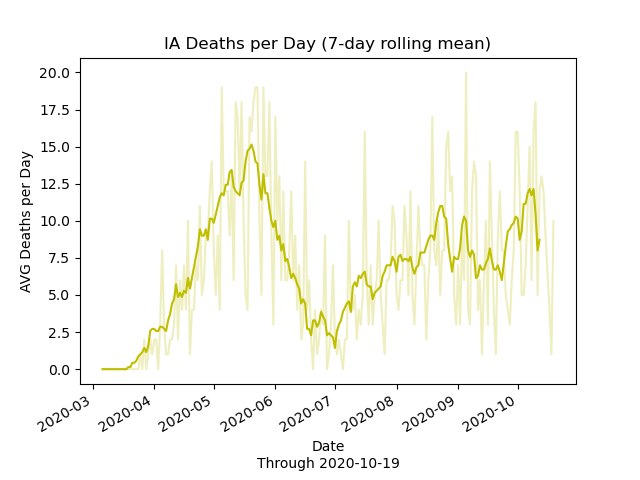 IA Deaths per Day (7-day rolling mean)
AVG Deaths per Day
20.0
17.5
15.0
12.5
10.0
7.5
5.0
2.5
0.0
2020-03 2020-04 2020-05 2020-06 2020-07 2020-08 2020-09 2020-10
Date
Through 2020-10-19